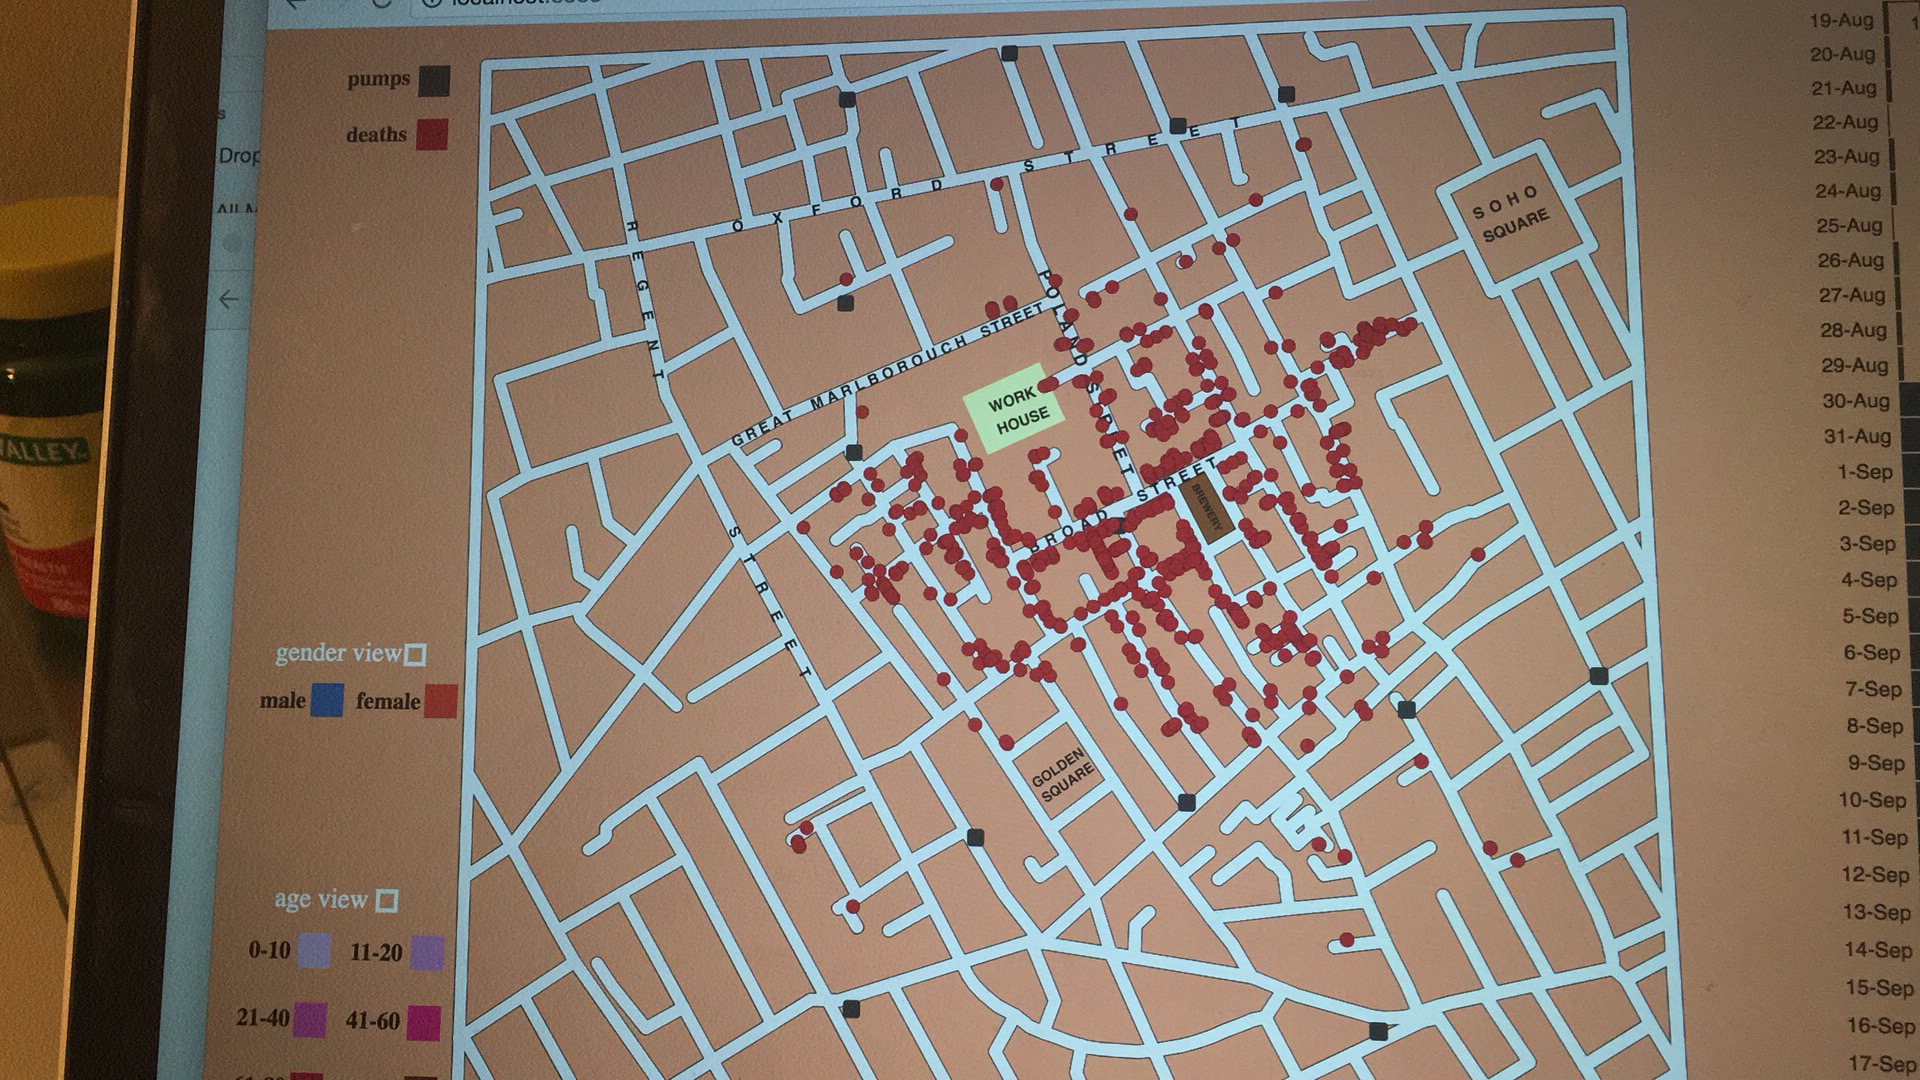 localhost:
s
Drop
pumps
deaths
OXFORD STREET
REGENT STREET
POLAND STREET
GREAT MARLBOROUGH STREET
SOHO
SQUARE
WORK
HOUSE
BROAD STREET
BREWERY
GOLDEN
SQUARE
gender view
male female
age view
0-10 11-20
21-40 41-60
VALLEY
19-Aug 1
20-Aug
21-Aug
22-Aug
23-Aug
24-Aug
25-Aug
26-Aug
27-Aug
28-Aug
29-Aug
30-Aug
31-Aug
1-Sep
2-Sep
3-Sep
4-Sep
5-Sep
6-Sep
7-Sep
8-Sep
9-Sep
10-Sep
11-Sep
12-Sep
13-Sep
14-Sep
15-Sep
16-Sep
17-Sep